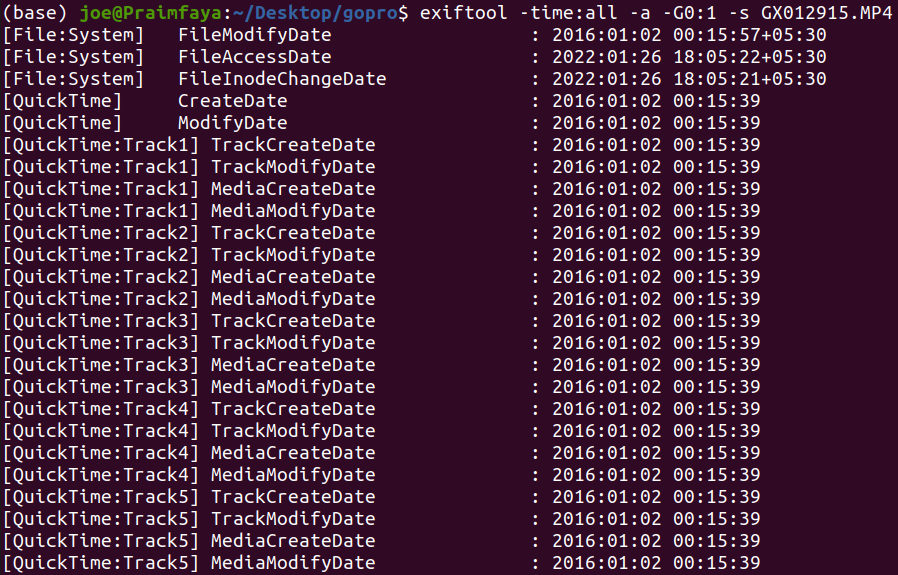 (base) joe@Praimfaya:~/Desktop/gopro$ exiftool -time:all -a -G0:1 -s GX012915.MP4
[File:System]   FileModifyDate                  : 2016:01:02 00:15:57+05:30
[File:System]   FileAccessDate                  : 2022:01:26 18:05:22+05:30
[File:System]   FileInodeChangeDate             : 2022:01:26 18:05:21+05:30
[QuickTime]     CreateDate                      : 2016:01:02 00:15:39
[QuickTime]     ModifyDate                      : 2016:01:02 00:15:39
[QuickTime:Track1] TrackCreateDate              : 2016:01:02 00:15:39
[QuickTime:Track1] TrackModifyDate              : 2016:01:02 00:15:39
[QuickTime:Track1] MediaCreateDate              : 2016:01:02 00:15:39
[QuickTime:Track1] MediaModifyDate              : 2016:01:02 00:15:39
[QuickTime:Track2] TrackCreateDate              : 2016:01:02 00:15:39
[QuickTime:Track2] TrackModifyDate              : 2016:01:02 00:15:39
[QuickTime:Track2] MediaCreateDate              : 2016:01:02 00:15:39
[QuickTime:Track2] MediaModifyDate              : 2016:01:02 00:15:39
[QuickTime:Track3] TrackCreateDate              : 2016:01:02 00:15:39
[QuickTime:Track3] TrackModifyDate              : 2016:01:02 00:15:39
[QuickTime:Track3] MediaCreateDate              : 2016:01:02 00:15:39
[QuickTime:Track3] MediaModifyDate              : 2016:01:02 00:15:39
[QuickTime:Track4] TrackCreateDate              : 2016:01:02 00:15:39
[QuickTime:Track4] TrackModifyDate              : 2016:01:02 00:15:39
[QuickTime:Track4] MediaCreateDate              : 2016:01:02 00:15:39
[QuickTime:Track4] MediaModifyDate              : 2016:01:02 00:15:39
[QuickTime:Track5] TrackCreateDate              : 2016:01:02 00:15:39
[QuickTime:Track5] TrackModifyDate              : 2016:01:02 00:15:39
[QuickTime:Track5] MediaCreateDate              : 2016:01:02 00:15:39
[QuickTime:Track5] MediaModifyDate              : 2016:01:02 00:15:39